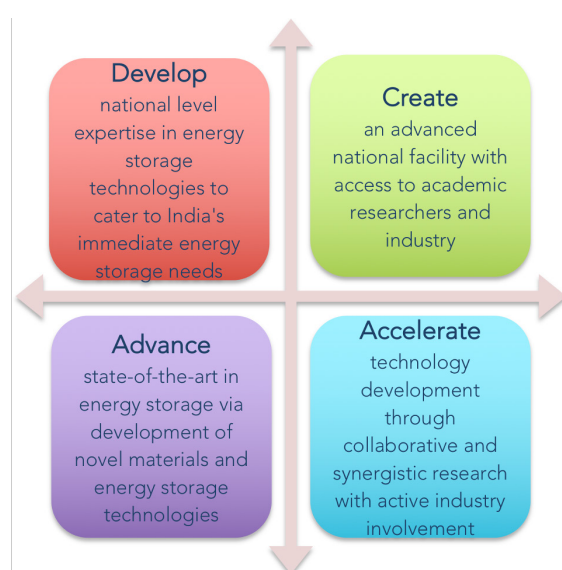 Develop
national level
expertise in energy
storage
technologies to
cater to India's
immediate energy
storage needs
Create
an advanced
national facility with
access to academic
researchers and
industry
Advance
state-of-the-art in
energy storage via
development of
novel materials and
energy storage
technologies
Accelerate
technology
development
through
collaborative and
synergistic research
with active industry
involvement